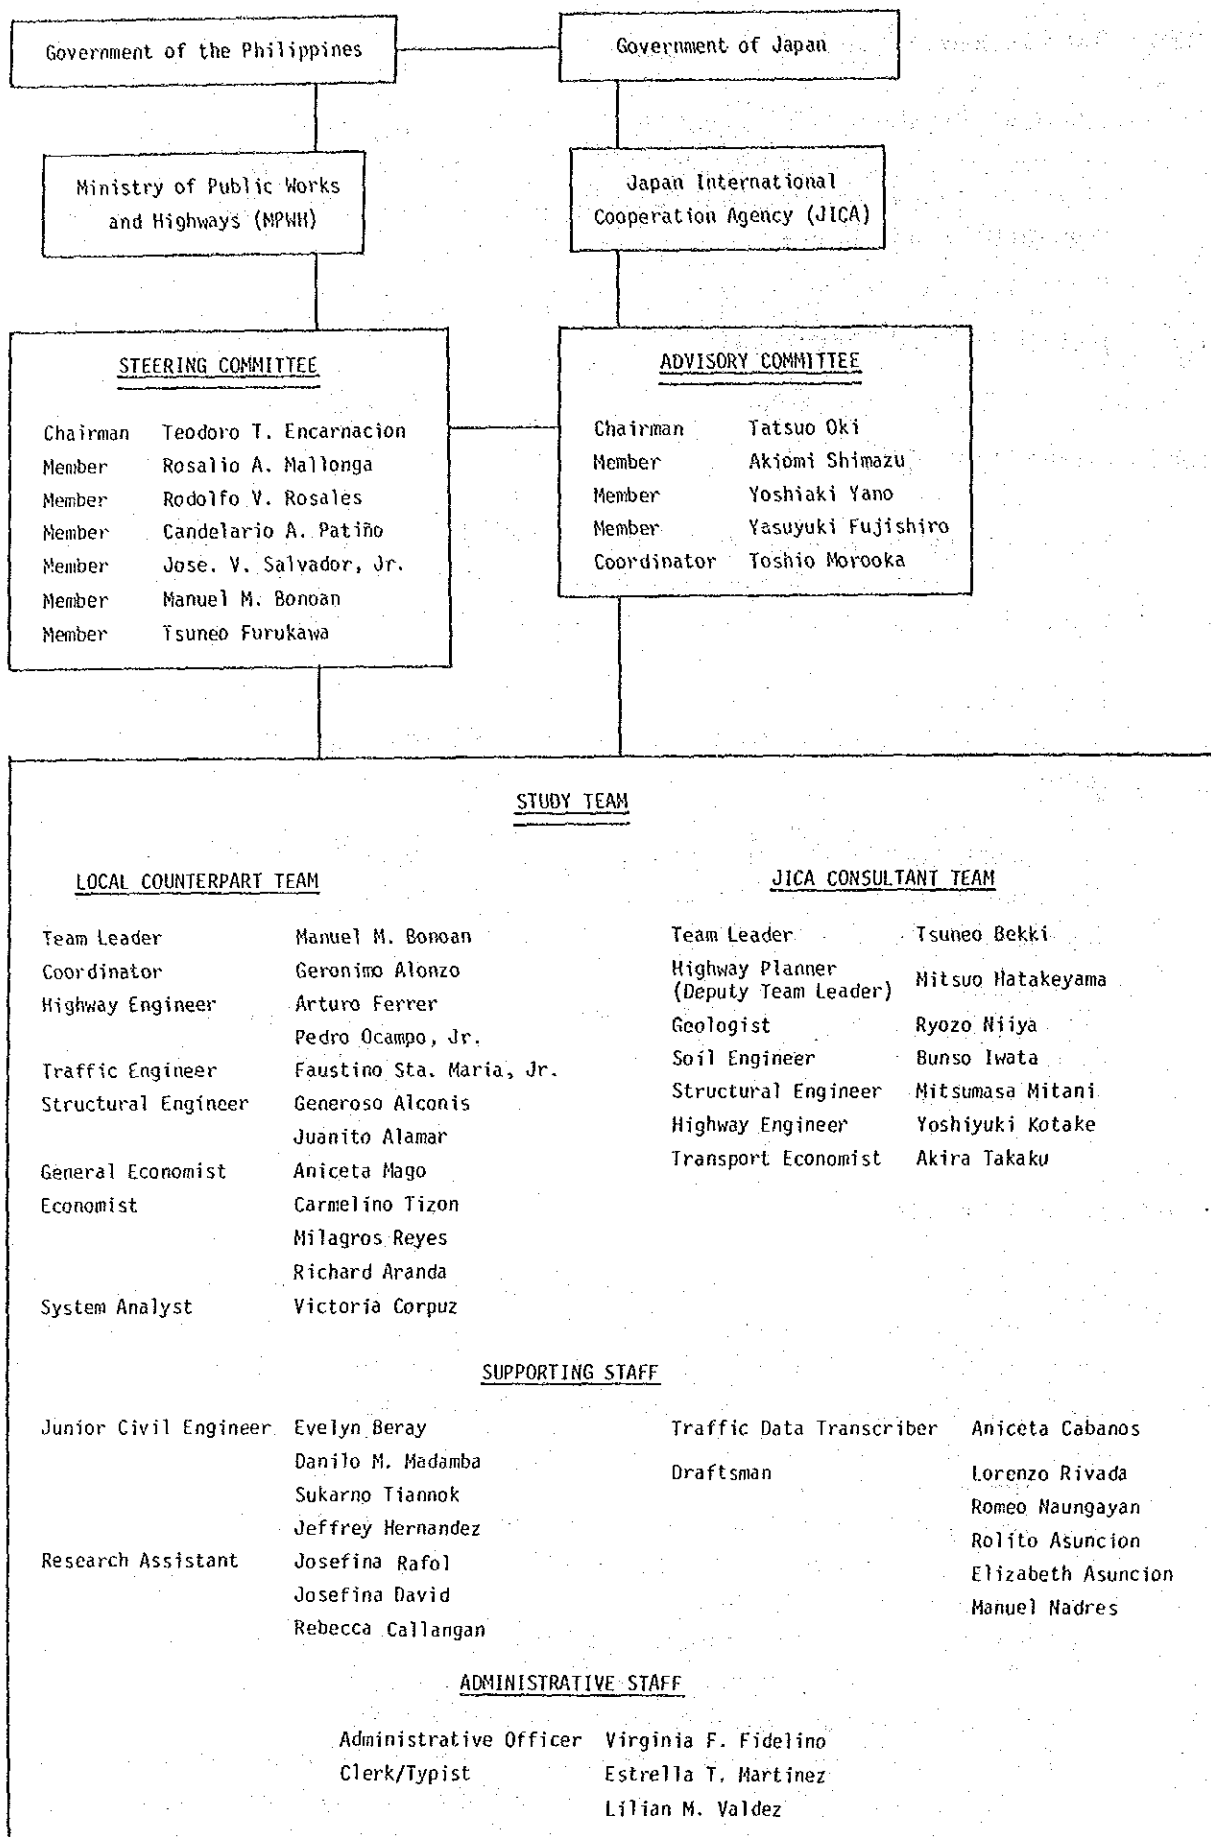 Government of the Philippines
Government of Japan
Ministry of Public Works
and Highways (MPWH)
Japan International
Cooperation Agency (JICA)
STEERING COMMITTEE
Chairman Teodoro T. Encarnacion
Member Rosalio A. Mallonga
Member Rodolfo V. Rosales
Member Candelario A. Patiño
Member Jose. V. Salvador, Jr.
Member Manuel M. Bonoan
Member Tsuneo Furukawa
ADVISORY COMMITTEE
Chairman Tatsuo Oki
Member Akiomi Shimazu
Member Yoshiaki Yano
Member Yasuyuki Fujishiro
Coordinator Toshio Morooka
STUDY TEAM
LOCAL COUNTERPART TEAM
Team Leader Manuel M. Bonoan
Coordinator Geronimo Alonzo
Highway Engineer Arturo Ferrer
Pedro Ocampo, Jr.
Traffic Engineer Faustino Sta. Maria, Jr.
Structural Engineer Generoso Alconis
Juanito Alamar
General Economist Aniceta Mago
Economist Carmelino Tizon
Milagros Reyes
Richard Aranda
System Analyst Victoria Corpuz
JICA CONSULTANT TEAM
Team Leader Tsuneo Bekki
Highway Planner
(Deputy Team Leader) Mitsuo Hatakeyama
Geologist Ryozo Niiya
Soil Engineer Bunso Iwata
Structural Engineer Mitsumasa Mitani
Highway Engineer Yoshiyuki Kotake
Transport Economist Akira Takaku
SUPPORTING STAFF
Junior Civil Engineer Evelyn Beray
Danilo M. Madamba
Sukarno Tiannok
Jeffrey Hernandez
Research Assistant Josefina Rafol
Josefina David
Rebecca Callangan
Traffic Data Transcriber Aniceta Cabanos
Draftsman Lorenzo Rivada
Romeo Naungayan
Rolito Asuncion
Elizabeth Asuncion
Manuel Nadres
ADMINISTRATIVE STAFF
Administrative Officer Virginia F. Fidelino
Clerk/Typist Estrella T. Martinez
Lilian M. Valdez